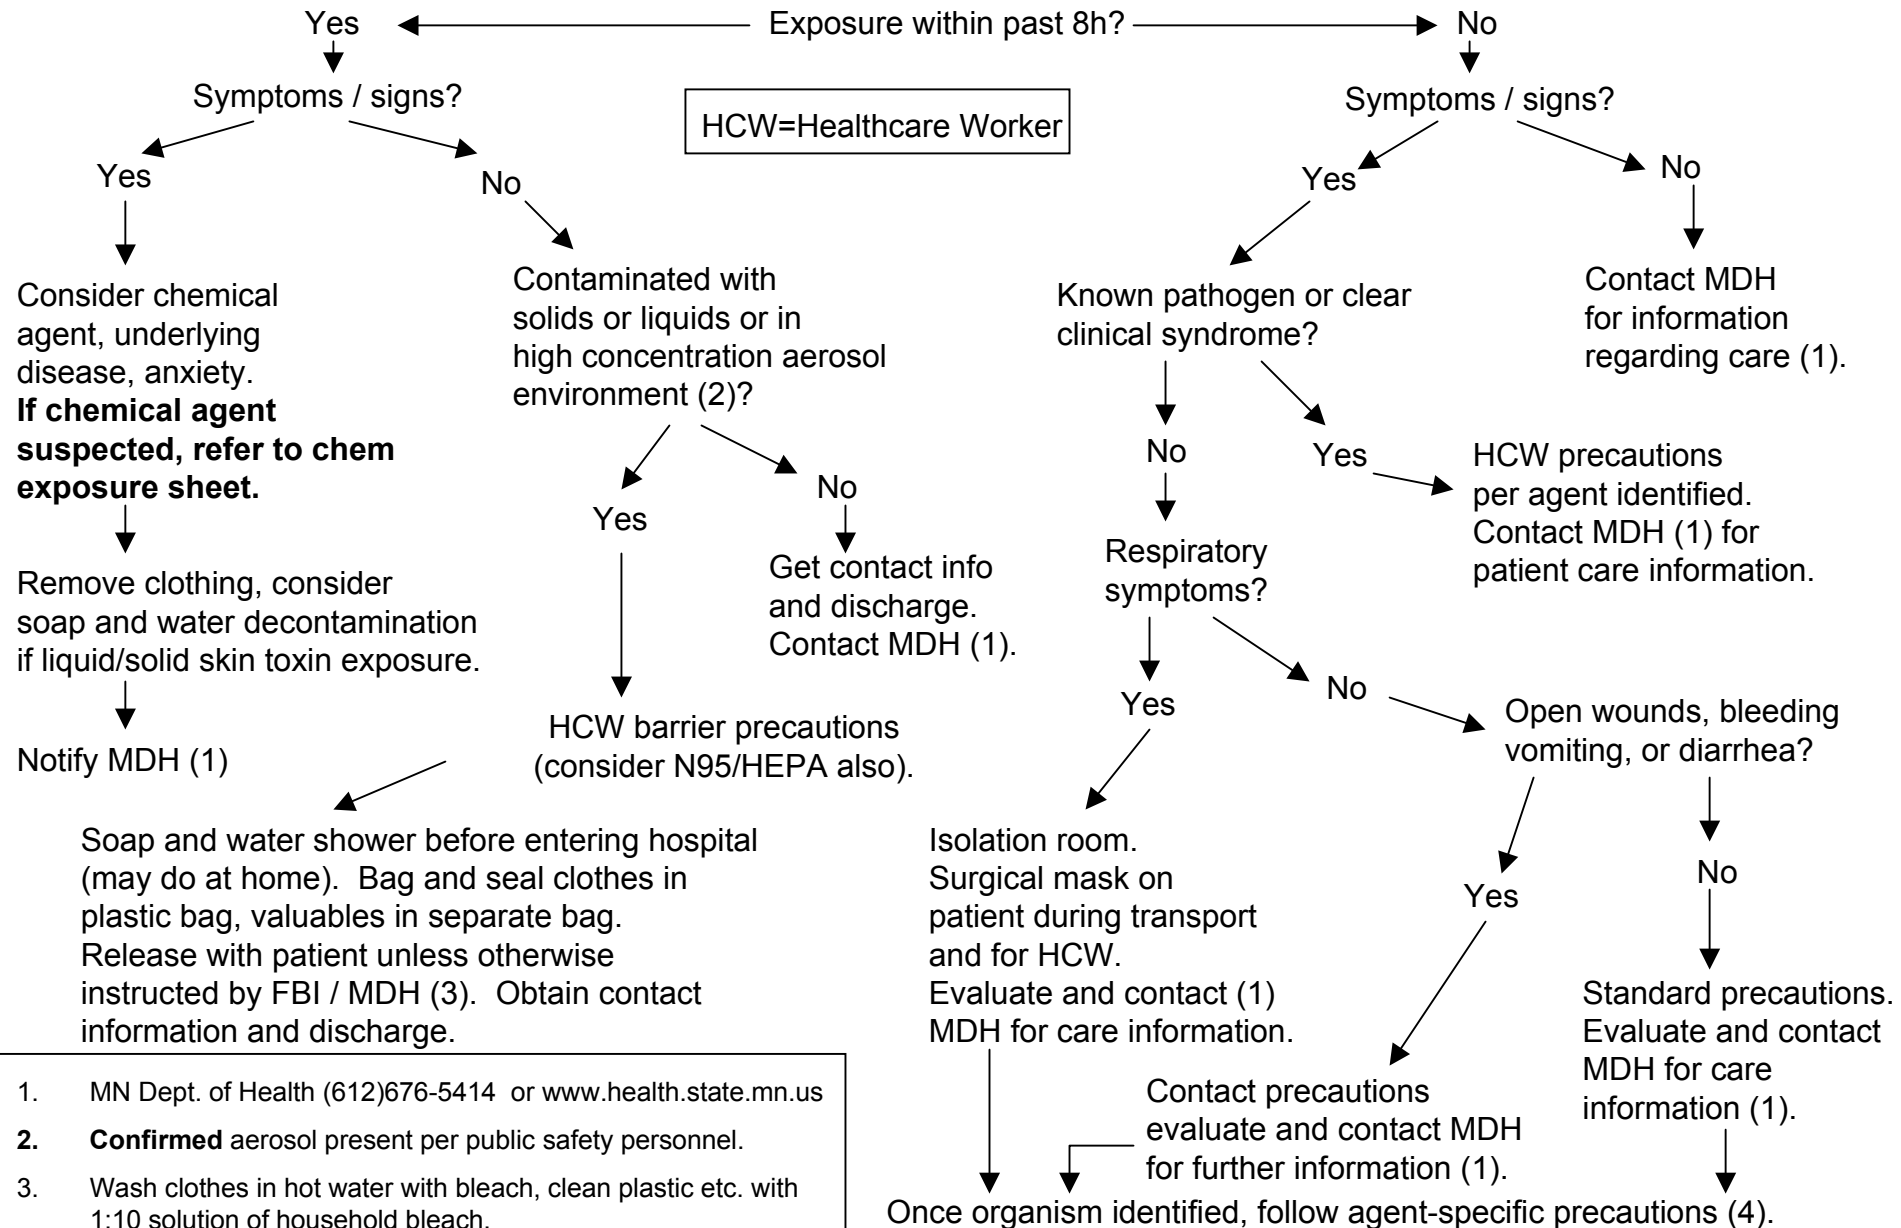 Yes
Exposure within past 8h?
No
Symptoms / signs?
HCW=Healthcare Worker
Symptoms / signs?
Yes
No
Yes
No
Consider chemical
agent, underlying
disease, anxiety.
If chemical agent
suspected, refer to chem
exposure sheet.
Remove clothing, consider
soap and water decontamination
if liquid/solid skin toxin exposure.
Notify MDH (1)
Contaminated with
solids or liquids or in
high concentration aerosol
environment (2)?
Yes
No
Get contact info
and discharge.
Contact MDH (1).
HCW barrier precautions
(consider N95/HEPA also).
Soap and water shower before entering hospital
(may do at home). Bag and seal clothes in
plastic bag, valuables in separate bag.
Release with patient unless otherwise
instructed by FBI / MDH (3). Obtain contact
information and discharge.
Known pathogen or clear
clinical syndrome?
Contact MDH
for information
regarding care (1).
No
Yes
HCW precautions
per agent identified.
Contact MDH (1) for
patient care information.
Respiratory
symptoms?
Yes
No
Open wounds, bleeding
vomiting, or diarrhea?
Isolation room.
Surgical mask on
patient during transport
and for HCW.
Evaluate and contact (1)
MDH for care information.
Yes
No
Contact precautions
evaluate and contact MDH
for further information (1).
Standard precautions.
Evaluate and contact
MDH for care
information (1).
Once organism identified, follow agent-specific precautions (4).
1. MN Dept. of Health (612)676-5414 or www.health.state.mn.us
2. Confirmed aerosol present per public safety personnel.
3. Wash clothes in hot water with bleach, clean plastic etc. with
1:10 solution of household bleach.